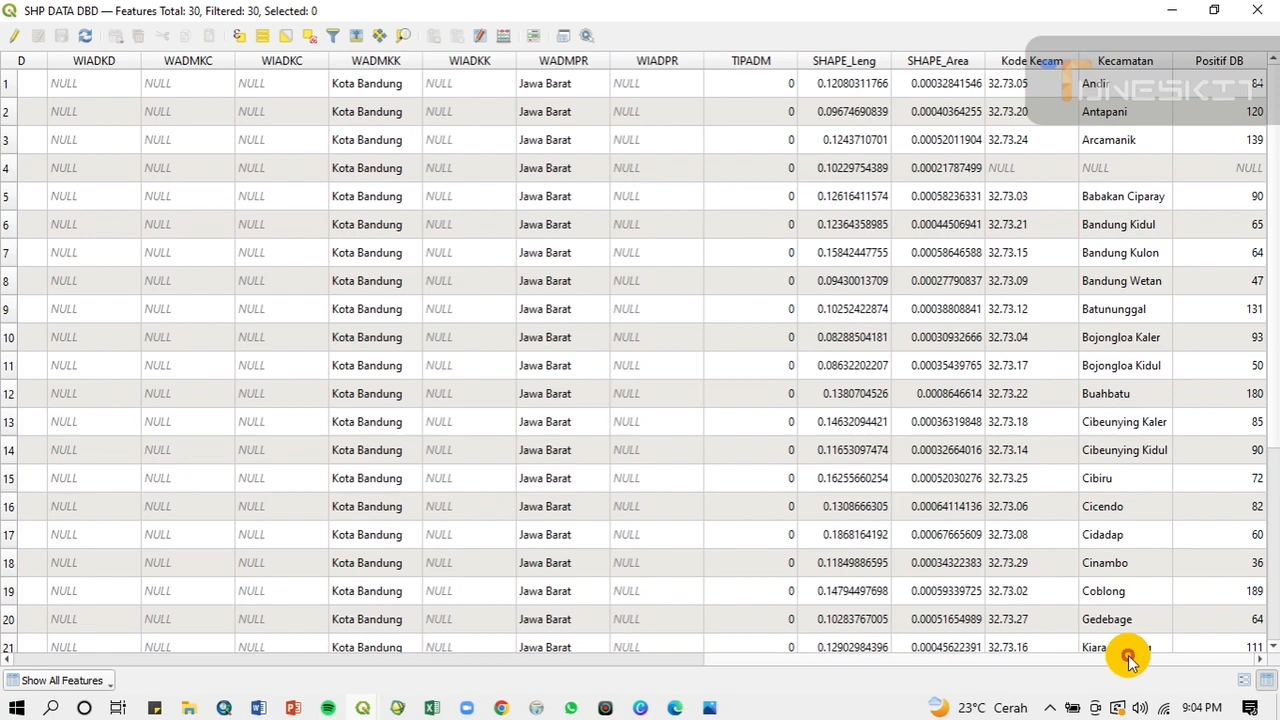 SHP DATA DBD — Features Total: 30, Filtered: 30, Selected: 0
D WIADKD WADMKC WIADKC WADMKK WIADKK WADMPR WIADPR TIPADM SHAPE_Leng SHAPE_Area Kode Kecam Kecamatan Positif DB
1 NULL NULL NULL Kota Bandung NULL Jawa Barat NULL 0 0.12080311766 0.00032841546 32.73.05 Andir 84
2 NULL NULL NULL Kota Bandung NULL Jawa Barat NULL 0 0.09674690839 0.00040364255 32.73.20 Antapani 120
3 NULL NULL NULL Kota Bandung NULL Jawa Barat NULL 0 0.1243710701 0.00052011904 32.73.24 Arcamanik 139
4 NULL NULL NULL Kota Bandung NULL Jawa Barat NULL 0 0.10229754389 0.00021787499 NULL NULL NULL
5 NULL NULL NULL Kota Bandung NULL Jawa Barat NULL 0 0.12616411574 0.00058236331 32.73.03 Babakan Ciparay 90
6 NULL NULL NULL Kota Bandung NULL Jawa Barat NULL 0 0.12364358985 0.00044506941 32.73.21 Bandung Kidul 65
7 NULL NULL NULL Kota Bandung NULL Jawa Barat NULL 0 0.15842447755 0.00058646588 32.73.15 Bandung Kulon 64
8 NULL NULL NULL Kota Bandung NULL Jawa Barat NULL 0 0.09430013709 0.00027790837 32.73.09 Bandung Wetan 47
9 NULL NULL NULL Kota Bandung NULL Jawa Barat NULL 0 0.10252422874 0.00038808841 32.73.12 Batununggal 131
10 NULL NULL NULL Kota Bandung NULL Jawa Barat NULL 0 0.08288504181 0.00030932666 32.73.04 Bojongloa Kaler 93
11 NULL NULL NULL Kota Bandung NULL Jawa Barat NULL 0 0.08632202207 0.00035439765 32.73.17 Bojongloa Kidul 50
12 NULL NULL NULL Kota Bandung NULL Jawa Barat NULL 0 0.1380704526 0.0008646614 32.73.22 Buahbatu 180
13 NULL NULL NULL Kota Bandung NULL Jawa Barat NULL 0 0.14632094421 0.00036319848 32.73.18 Cibeunying Kaler 85
14 NULL NULL NULL Kota Bandung NULL Jawa Barat NULL 0 0.11653097474 0.00032664016 32.73.14 Cibeunying Kidul 90
15 NULL NULL NULL Kota Bandung NULL Jawa Barat NULL 0 0.16255660254 0.00052030276 32.73.25 Cibiru 72
16 NULL NULL NULL Kota Bandung NULL Jawa Barat NULL 0 0.1308666305 0.00064114136 32.73.06 Cicendo 82
17 NULL NULL NULL Kota Bandung NULL Jawa Barat NULL 0 0.1868164192 0.00067665609 32.73.08 Cidadap 60
18 NULL NULL NULL Kota Bandung NULL Jawa Barat NULL 0 0.11849886595 0.00034322383 32.73.29 Cinambo 36
19 NULL NULL NULL Kota Bandung NULL Jawa Barat NULL 0 0.14794497698 0.00059339725 32.73.02 Coblong 189
20 NULL NULL NULL Kota Bandung NULL Jawa Barat NULL 0 0.10283767005 0.00051654989 32.73.27 Gedebage 64
21 NULL NULL NULL Kota Bandung NULL Jawa Barat NULL 0 0.12902984396 0.00045622391 32.73.16 111
Show All Features
23°C Cerah 9:04 PM